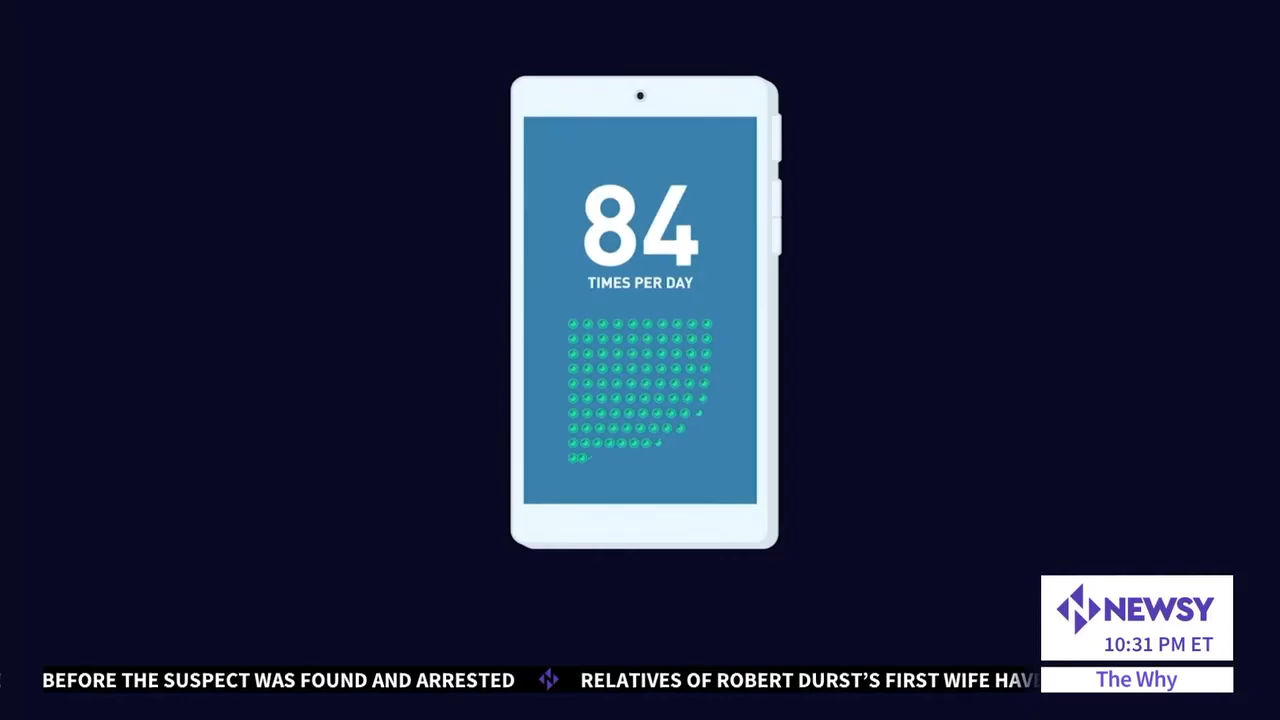 84
TIMES PER DAY
NEWSY
10:31 PM ET
BEFORE THE SUSPECT WAS FOUND AND ARRESTED RELATIVES OF ROBERT DURST'S FIRST WIFE HAVE
The Why